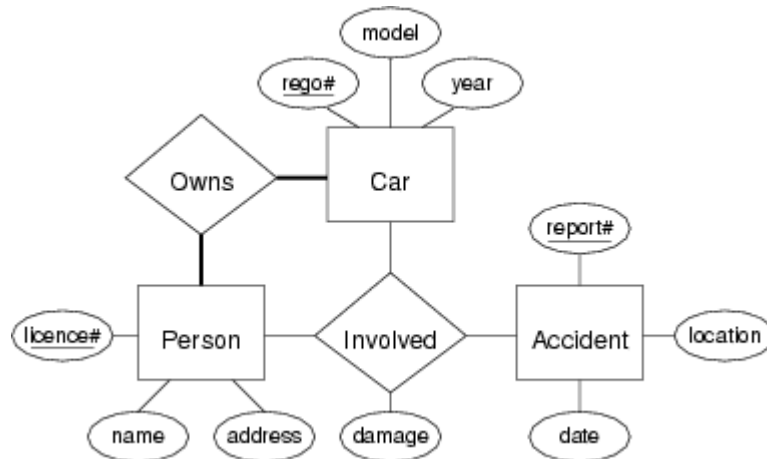 model
rego#
year
Owns
Car
report#
licence#
Person
Involved
Accident
location
name
address
damage
date